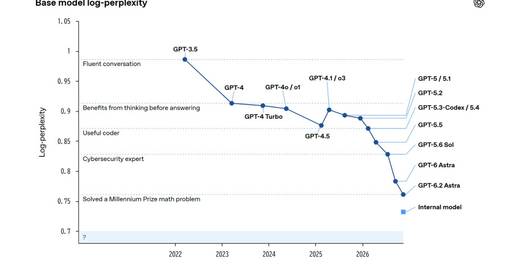 Base model log-perplexity
1.05
1
0.95
0.9
0.85
0.8
0.75
0.7
Log-perplexity
GPT-3.5
Fluent conversation
GPT-4
GPT-4o / o1
GPT-4.1 / o3
GPT-5 / 5.1
GPT-5.2
Benefits from thinking before answering
GPT-5.3-Codex / 5.4
GPT-4 Turbo
GPT-5.5
Useful coder
GPT-4.5
GPT-5.6 Sol
Cybersecurity expert
GPT-6 Astra
GPT-6.2 Astra
Solved a Millennium Prize math problem
Internal model
?
2022
2023
2024
2025
2026